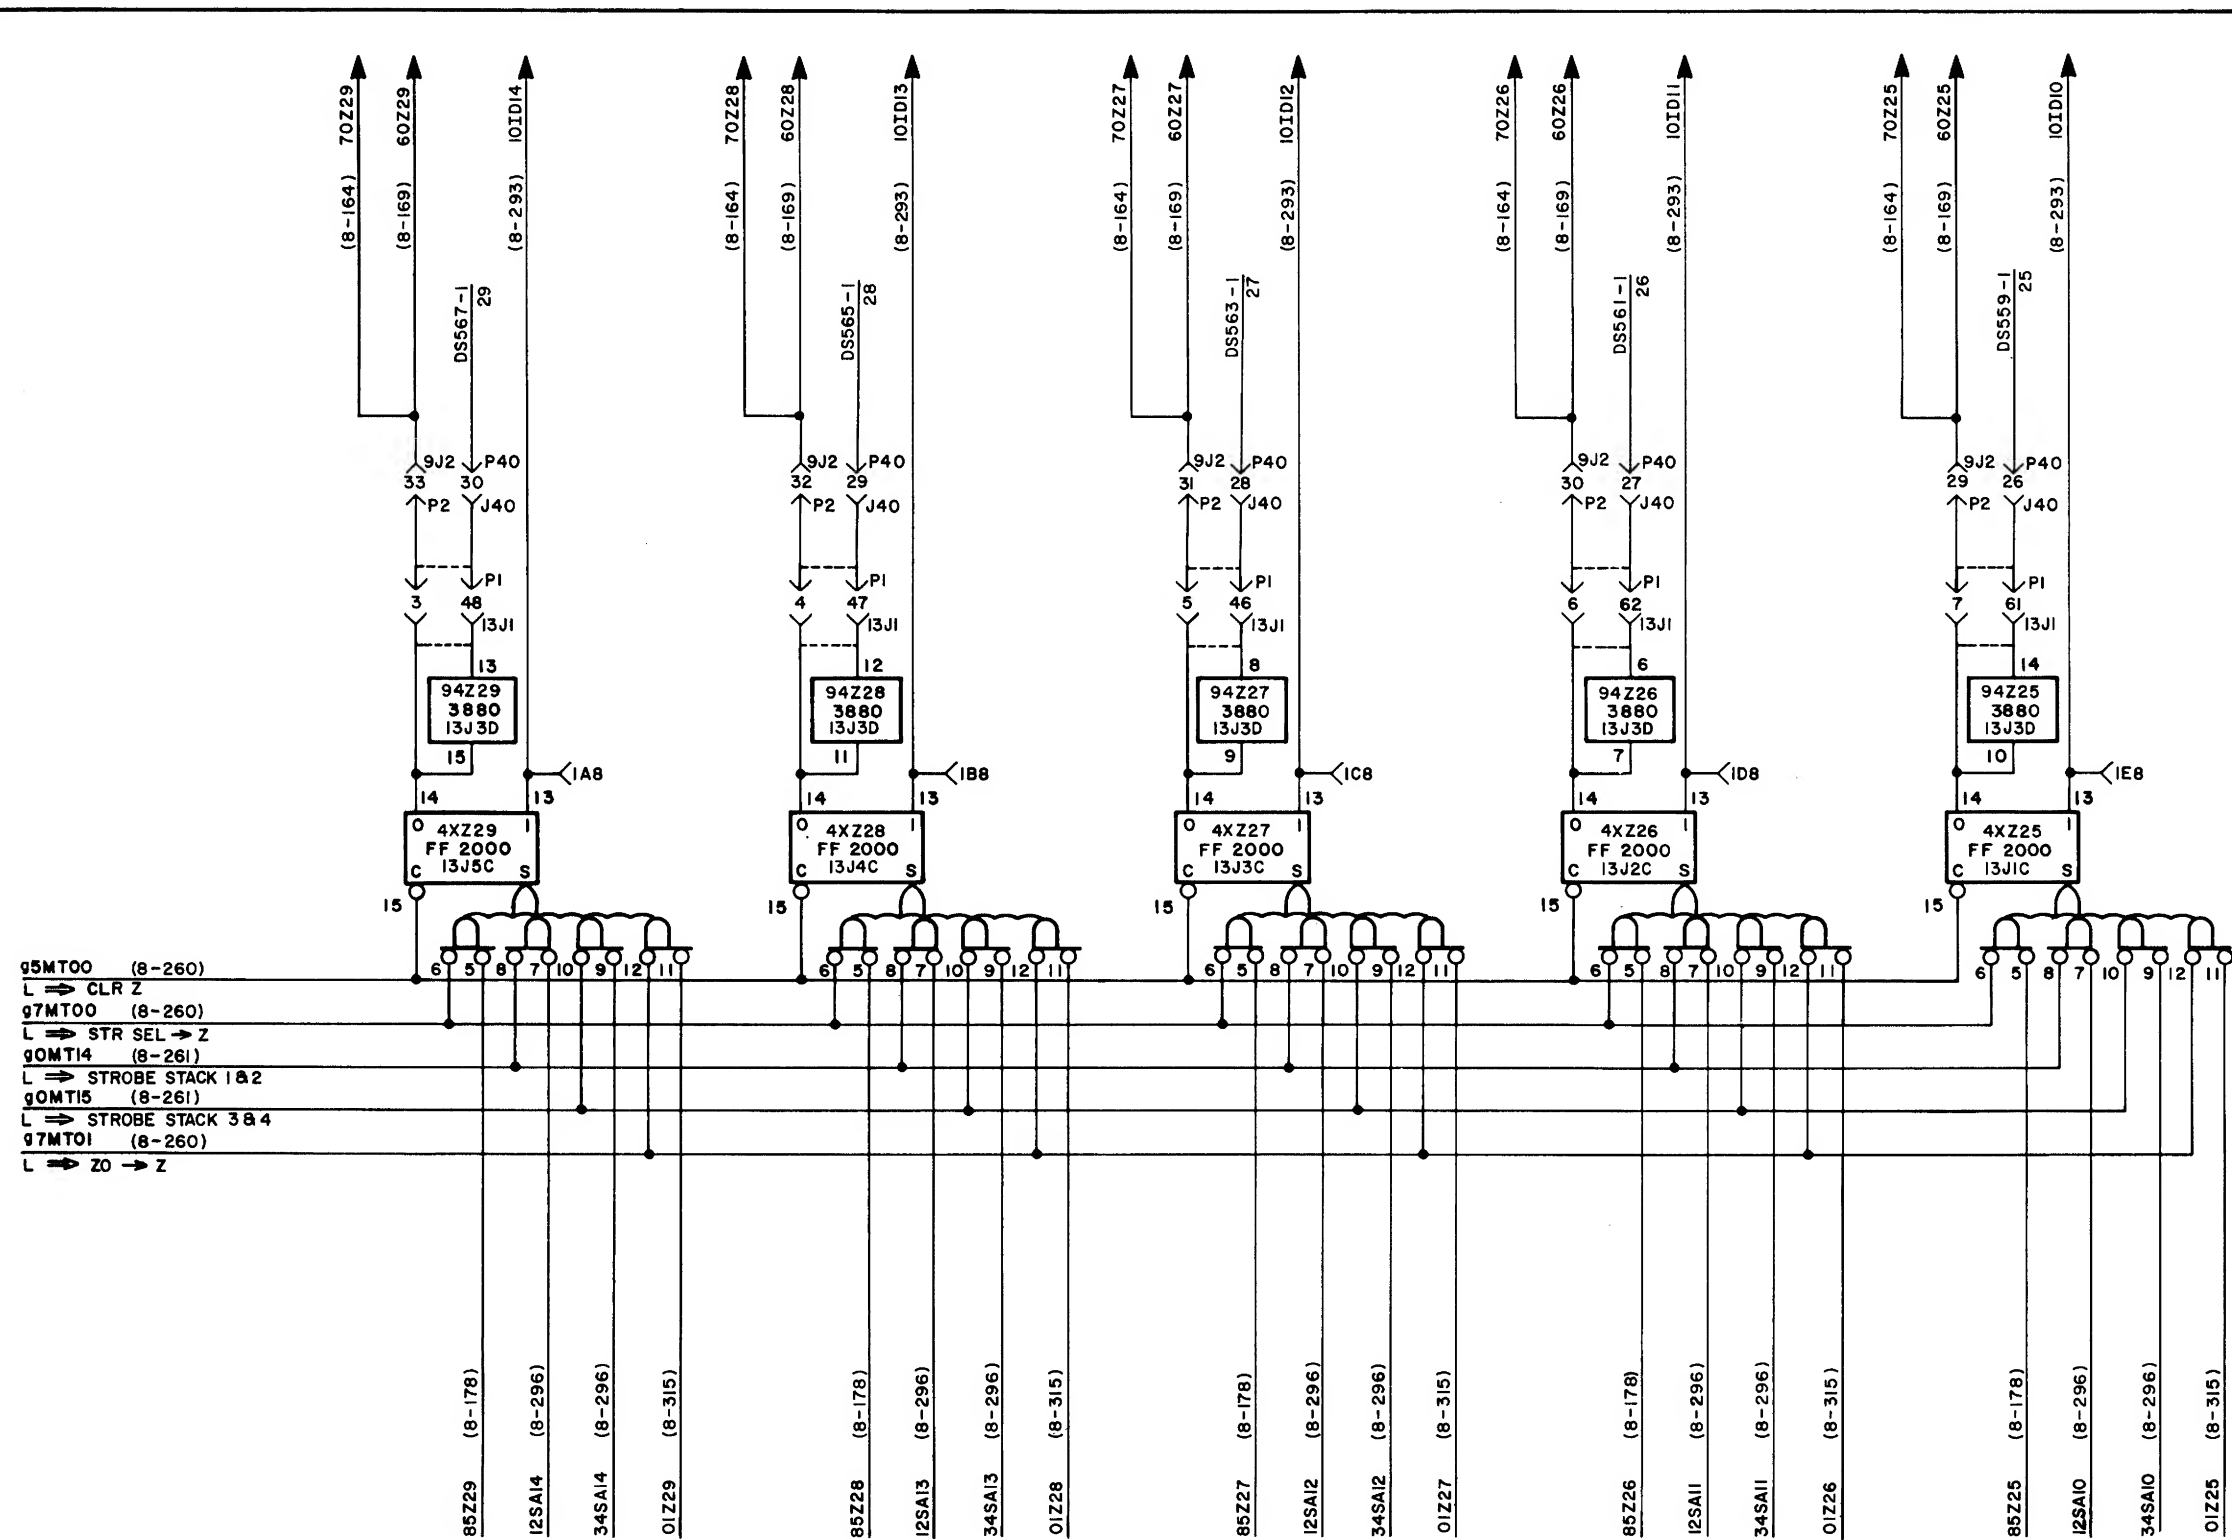 70Z29 60Z29 10ID14 70Z28 60Z28 10ID13 70Z27 60Z27 10ID12 70Z26 60Z26 10ID11 70Z25 60Z25 10ID10
(8-164) (8-169) (8-293) (8-164) (8-169) (8-293) (8-164) (8-169) (8-293) (8-164) (8-169) (8-293) (8-164) (8-169) (8-293)
DS567-1 DS565-1 DS563-1 DS561-1 DS559-1
29 28 27 26 25
9J2 P40 9J2 P40 9J2 P40 9J2 P40 9J2 P40
33 30 32 29 31 28 30 27 29 26
P2 J40 P2 J40 P2 J40 P2 J40 P2 J40
P1 P1 P1 P1 P1
3 48 4 47 5 46 6 62 7 61
13J1 13J1 13J1 13J1 13J1
13 12 8 6 14
94Z29 94Z28 94Z27 94Z26 94Z25
3880 3880 3880 3880 3880
13J3D 13J3D 13J3D 13J3D 13J3D
15 11 9 7 10
1A8 1B8 1C8 1D8 1E8
14 13 14 13 14 13 14 13 14 13
0 4XZ29 1 0 4XZ28 1 0 4XZ27 1 0 4XZ26 1 0 4XZ25 1
FF 2000 FF 2000 FF 2000 FF 2000 FF 2000
C 13J5C S C 13J4C S C 13J3C S C 13J2C S C 13J1C S
15 15 15 15 15
6 5 8 7 10 9 12 11 6 5 8 7 10 9 12 11 6 5 8 7 10 9 12 11 6 5 8 7 10 9 12 11 6 5 8 7 10 9 12 11
g5MT00 (8-260)
L ⇒ CLR Z
g7MT00 (8-260)
L ⇒ STR SEL → Z
g0MT14 (8-261)
L ⇒ STROBE STACK 1 & 2
g0MT15 (8-261)
L ⇒ STROBE STACK 3 & 4
g7MT01 (8-260)
L ⇒ Z0 → Z
(8-178) (8-296) (8-296) (8-315) (8-178) (8-296) (8-296) (8-315) (8-178) (8-296) (8-296) (8-315) (8-178) (8-296) (8-296) (8-315) (8-178) (8-296) (8-296) (8-315)
85Z29 12SA14 34SA14 01Z29 85Z28 12SA13 34SA13 01Z28 85Z27 12SA12 34SA12 01Z27 85Z26 12SA11 34SA11 01Z26 85Z25 12SA10 34SA10 01Z25